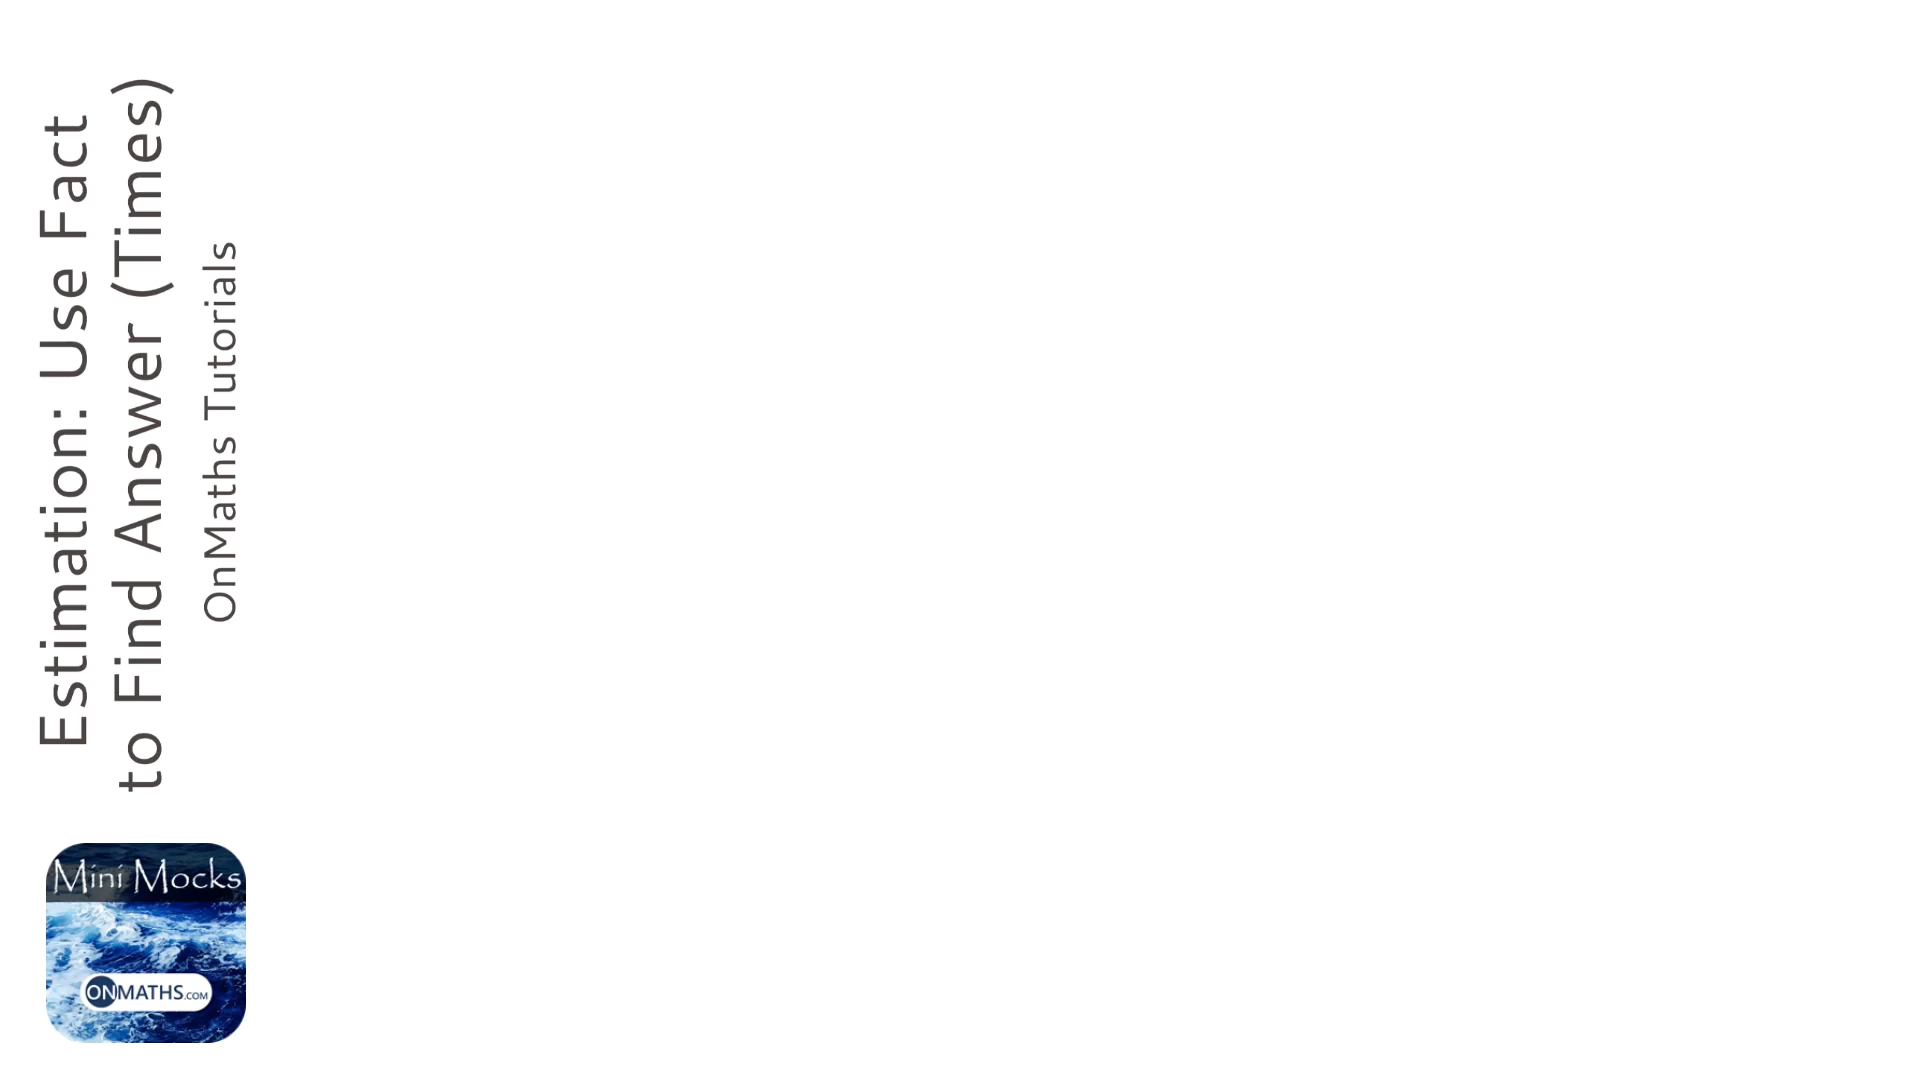 Estimation: Use Fact
to Find Answer (Times)
OnMaths Tutorials
Mini Mocks
ONMATHS.COM